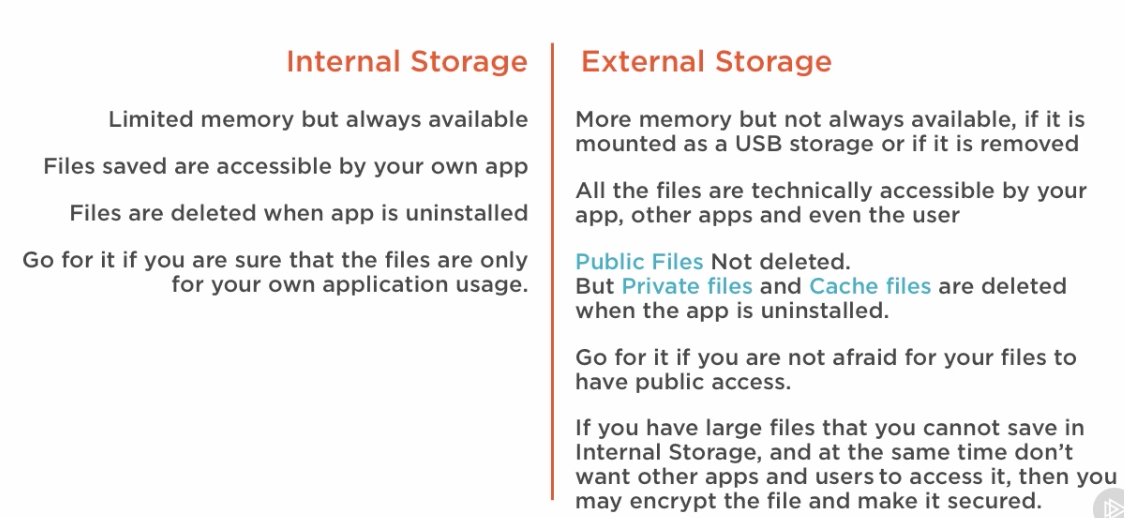 Internal Storage
Limited memory but always available
Files saved are accessible by your own app
Files are deleted when app is uninstalled
Go for it if you are sure that the files are only
for your own application usage.
External Storage
More memory but not always available, if it is
mounted as a USB storage or if it is removed
All the files are technically accessible by your
app, other apps and even the user
Public Files Not deleted.
But Private files and Cache files are deleted
when the app is uninstalled.
Go for it if you are not afraid for your files to
have public access.
If you have large files that you cannot save in
Internal Storage, and at the same time don’t
want other apps and users to access it, then you
may encrypt the file and make it secured.